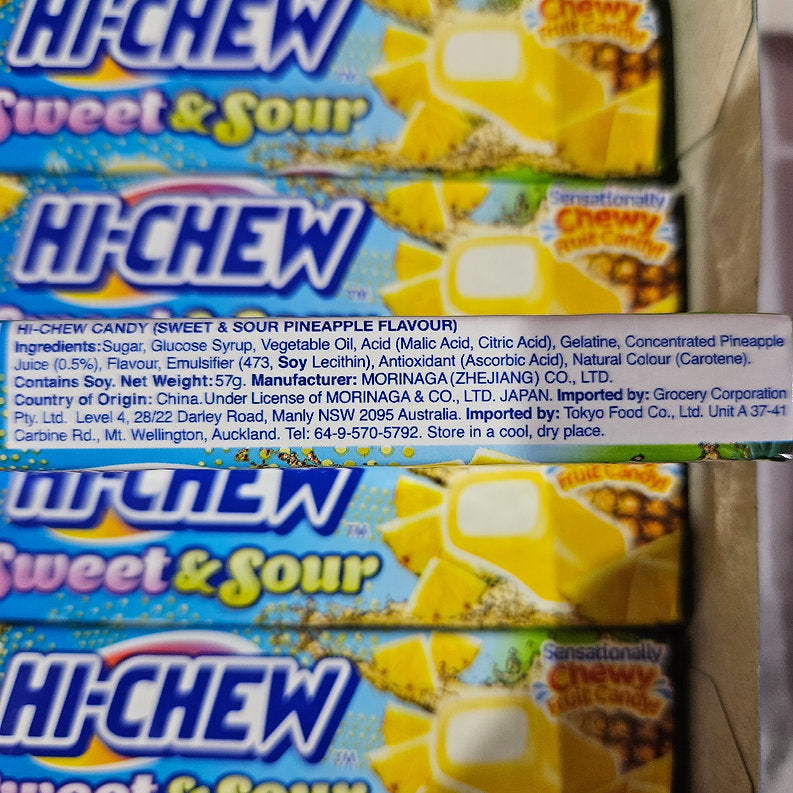 HI-CHEW
TM
Chewy
Fruit Candy!
Sweet & Sour
HI-CHEW
TM
Sensationally
Chewy
Fruit Candy!
HI-CHEW CANDY (SWEET & SOUR PINEAPPLE FLAVOUR)
Ingredients: Sugar, Glucose Syrup, Vegetable Oil, Acid (Malic Acid, Citric Acid), Gelatine, Concentrated Pineapple
Juice (0.5%), Flavour, Emulsifier (473, Soy Lecithin), Antioxidant (Ascorbic Acid), Natural Colour (Carotene).
Contains Soy. Net Weight: 57g. Manufacturer: MORINAGA (ZHEJIANG) CO., LTD.
Country of Origin: China. Under License of MORINAGA & CO., LTD. JAPAN. Imported by: Grocery Corporation
Pty. Ltd. Level 4, 28/22 Darley Road, Manly NSW 2095 Australia. Imported by: Tokyo Food Co., Ltd. Unit A 37-41
Carbine Rd., Mt. Wellington, Auckland. Tel: 64-9-570-5792. Store in a cool, dry place.
HI-CHEW
TM
Fruit Candy!
Sweet & Sour
HI-CHEW
TM
Sensationally
Chewy
Fruit Candy!
Sweet & Sour